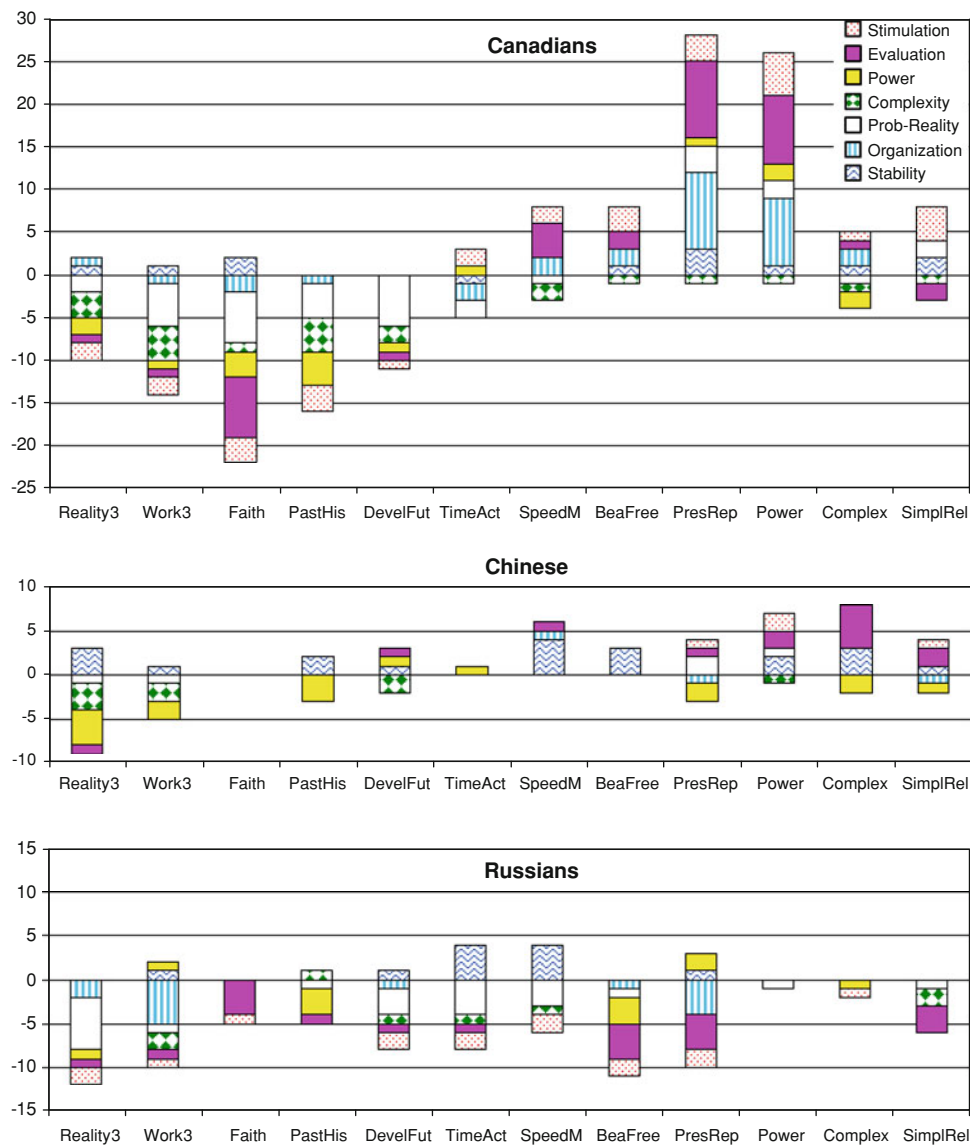 Canadians
30
25
20
15
10
5
0
-5
-10
-15
-20
-25
Stimulation
Evaluation
Power
Complexity
Prob-Reality
Organization
Stability
Reality3 Work3 Faith PastHis DevelFut TimeAct SpeedM BeaFree PresRep Power Complex SimplRel
Chinese
10
5
0
-5
-10
Reality3 Work3 Faith PastHis DevelFut TimeAct SpeedM BeaFree PresRep Power Complex SimplRel
Russians
15
10
5
0
-5
-10
-15
Reality3 Work3 Faith PastHis DevelFut TimeAct SpeedM BeaFree PresRep Power Complex SimplRel